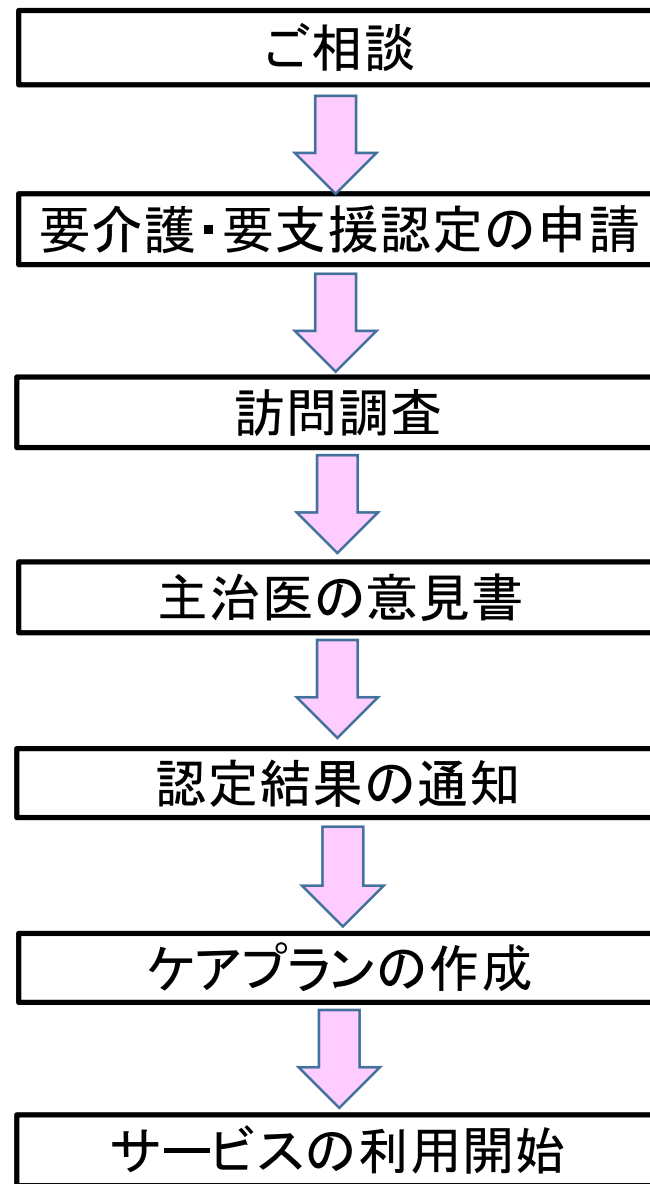 ご相談
要介護・要支援認定の申請
訪問調査
主治医の意見書
認定結果の通知
ケアプランの作成
サービスの利用開始